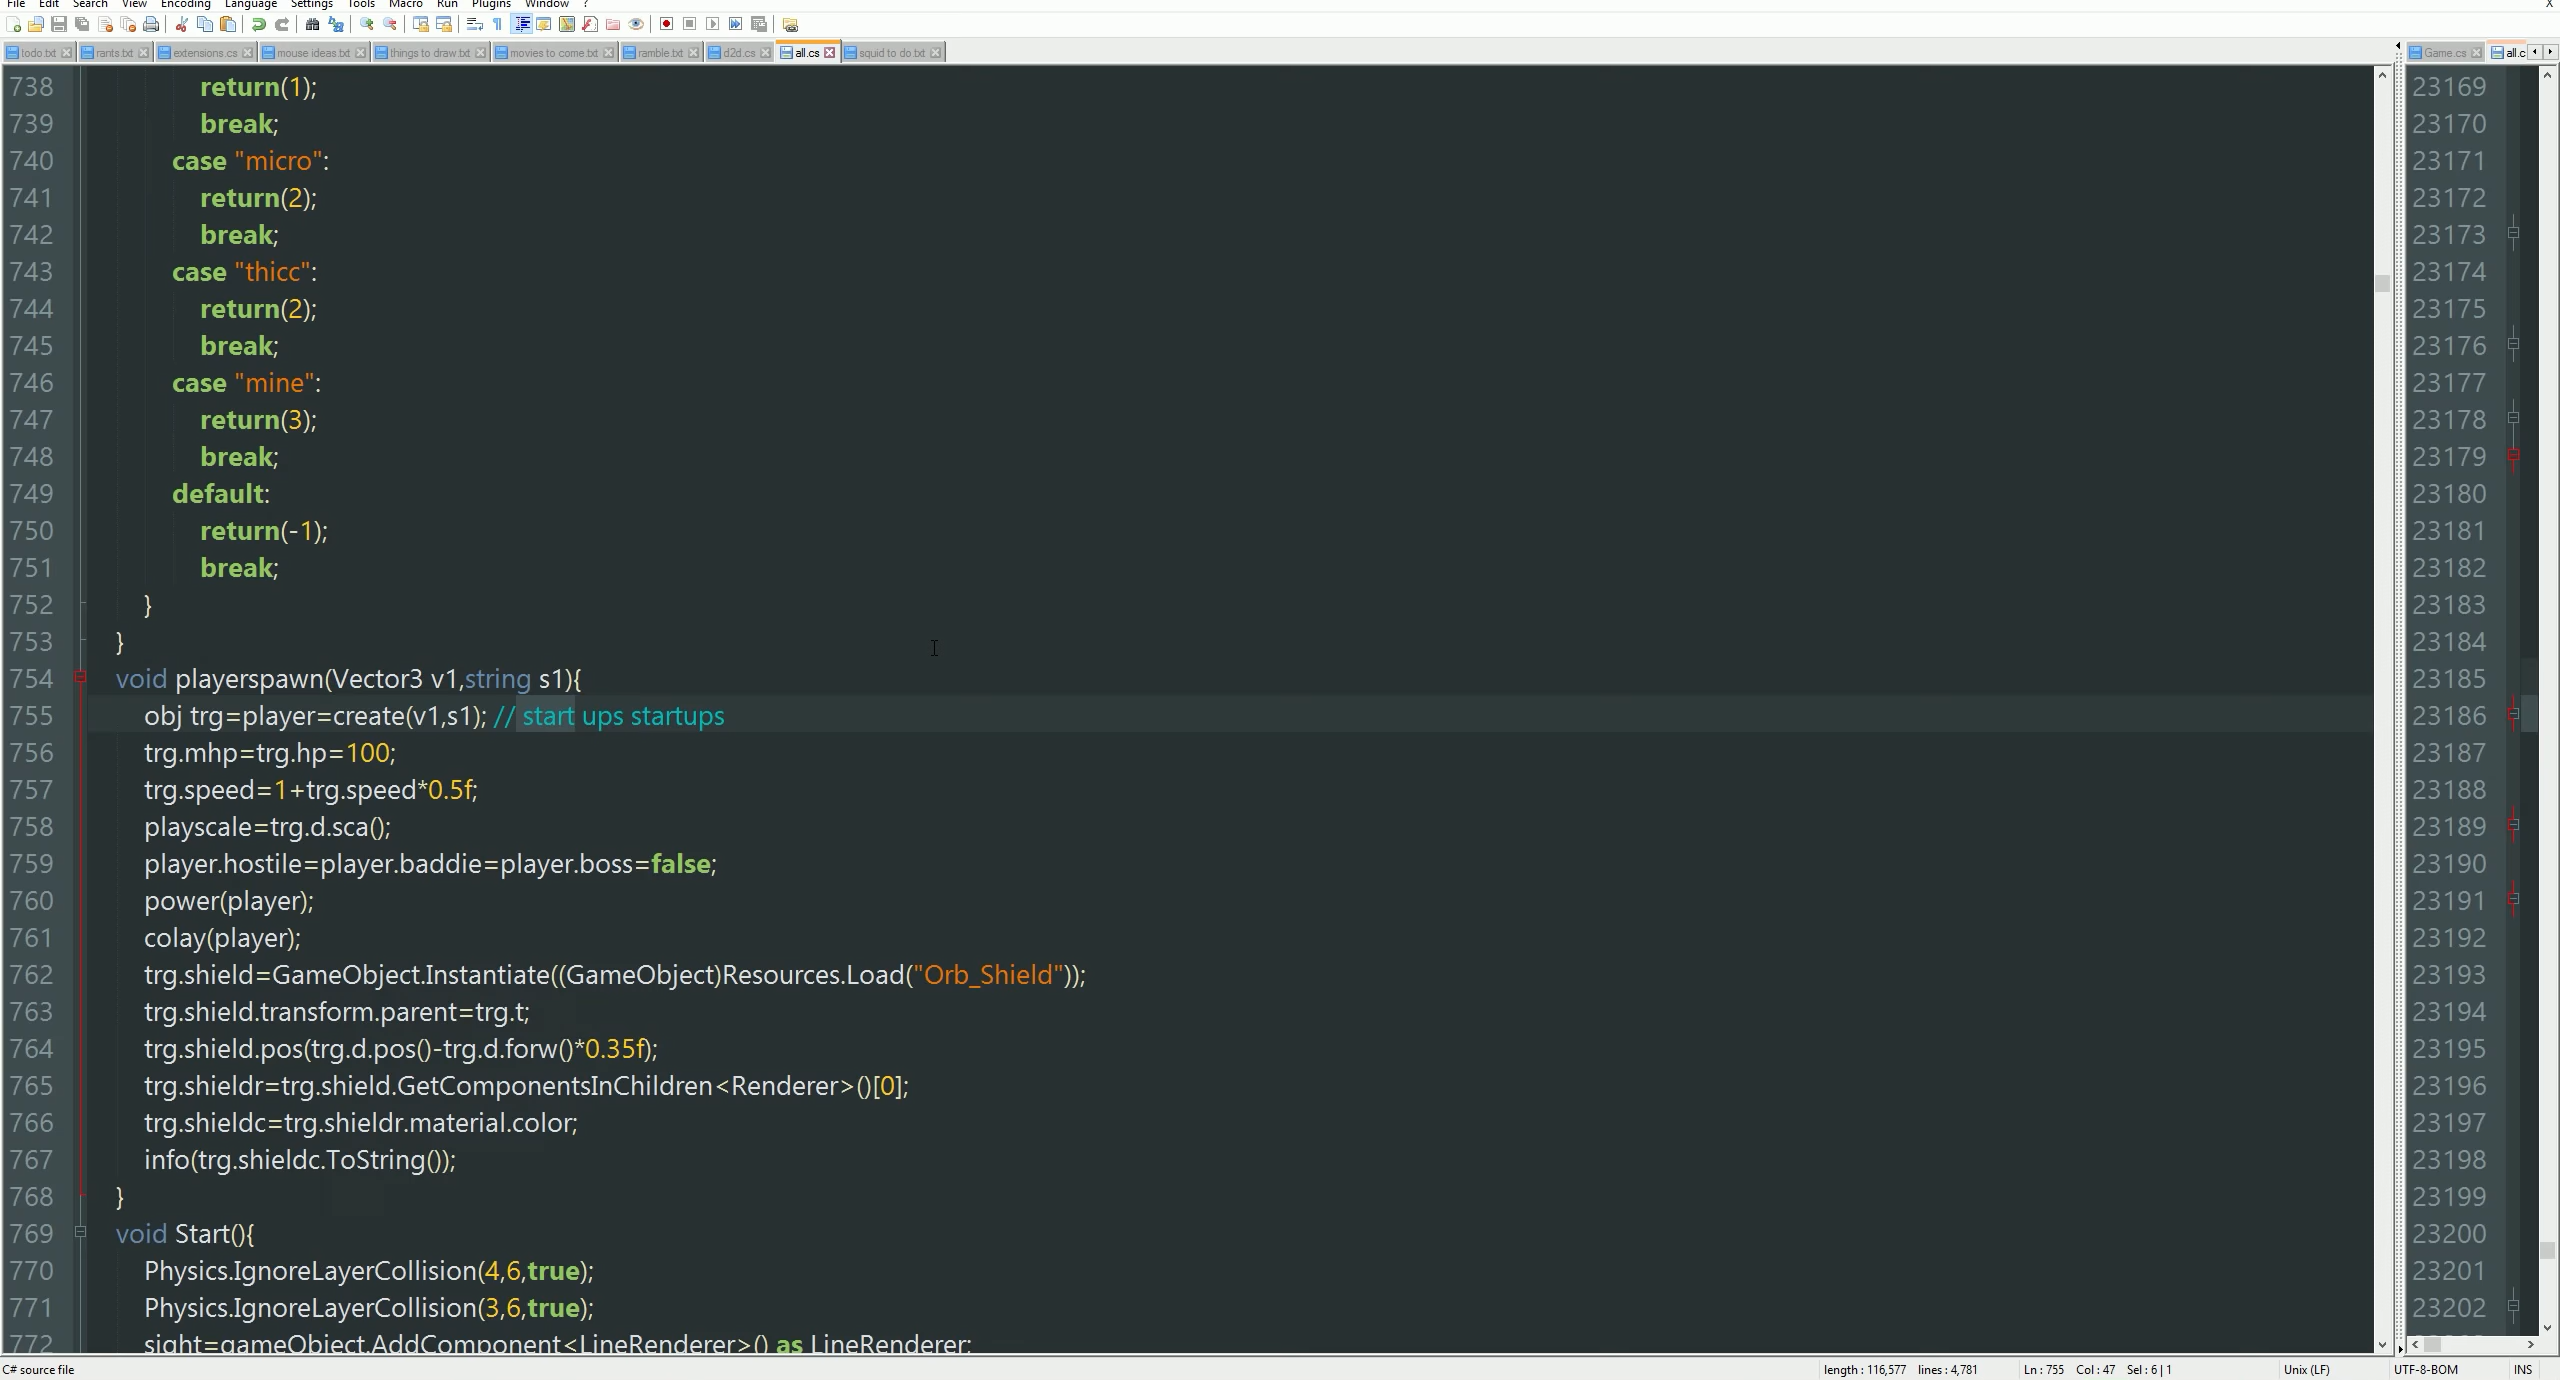 File Edit Search View Encoding Language Settings Tools Macro Run Plugins Window ? X
todo.txt rants.txt extensions.cs mouse ideas.txt things to draw.txt movies to come.txt ramble.txt d2d.cs all.cs squid to do.txt Game.cs all.c
738 return(1);
739 break;
740 case "micro":
741 return(2);
742 break;
743 case "thicc":
744 return(2);
745 break;
746 case "mine":
747 return(3);
748 break;
749 default:
750 return(-1);
751 break;
752 }
753 }
754 void playerspawn(Vector3 v1,string s1){
755 obj trg=player=create(v1,s1); // start ups startups
756 trg.mhp=trg.hp=100;
757 trg.speed=1+trg.speed*0.5f;
758 playscale=trg.d.sca();
759 player.hostile=player.baddie=player.boss=false;
760 power(player);
761 colay(player);
762 trg.shield=GameObject.Instantiate((GameObject)Resources.Load("Orb_Shield"));
763 trg.shield.transform.parent=trg.t;
764 trg.shield.pos(trg.d.pos()-trg.d.forw()*0.35f);
765 trg.shieldr=trg.shield.GetComponentsInChildren<Renderer>()[0];
766 trg.shieldc=trg.shieldr.material.color;
767 info(trg.shieldc.ToString());
768 }
769 void Start(){
770 Physics.IgnoreLayerCollision(4,6,true);
771 Physics.IgnoreLayerCollision(3,6,true);
772 sight=gameObject.AddComponent<LineRenderer>() as LineRenderer;
23169
23170
23171
23172
23173
23174
23175
23176
23177
23178
23179
23180
23181
23182
23183
23184
23185
23186
23187
23188
23189
23190
23191
23192
23193
23194
23195
23196
23197
23198
23199
23200
23201
23202
C# source file length : 116,577 lines : 4,781 Ln : 755 Col : 47 Sel : 6 | 1 Unix (LF) UTF-8-BOM INS